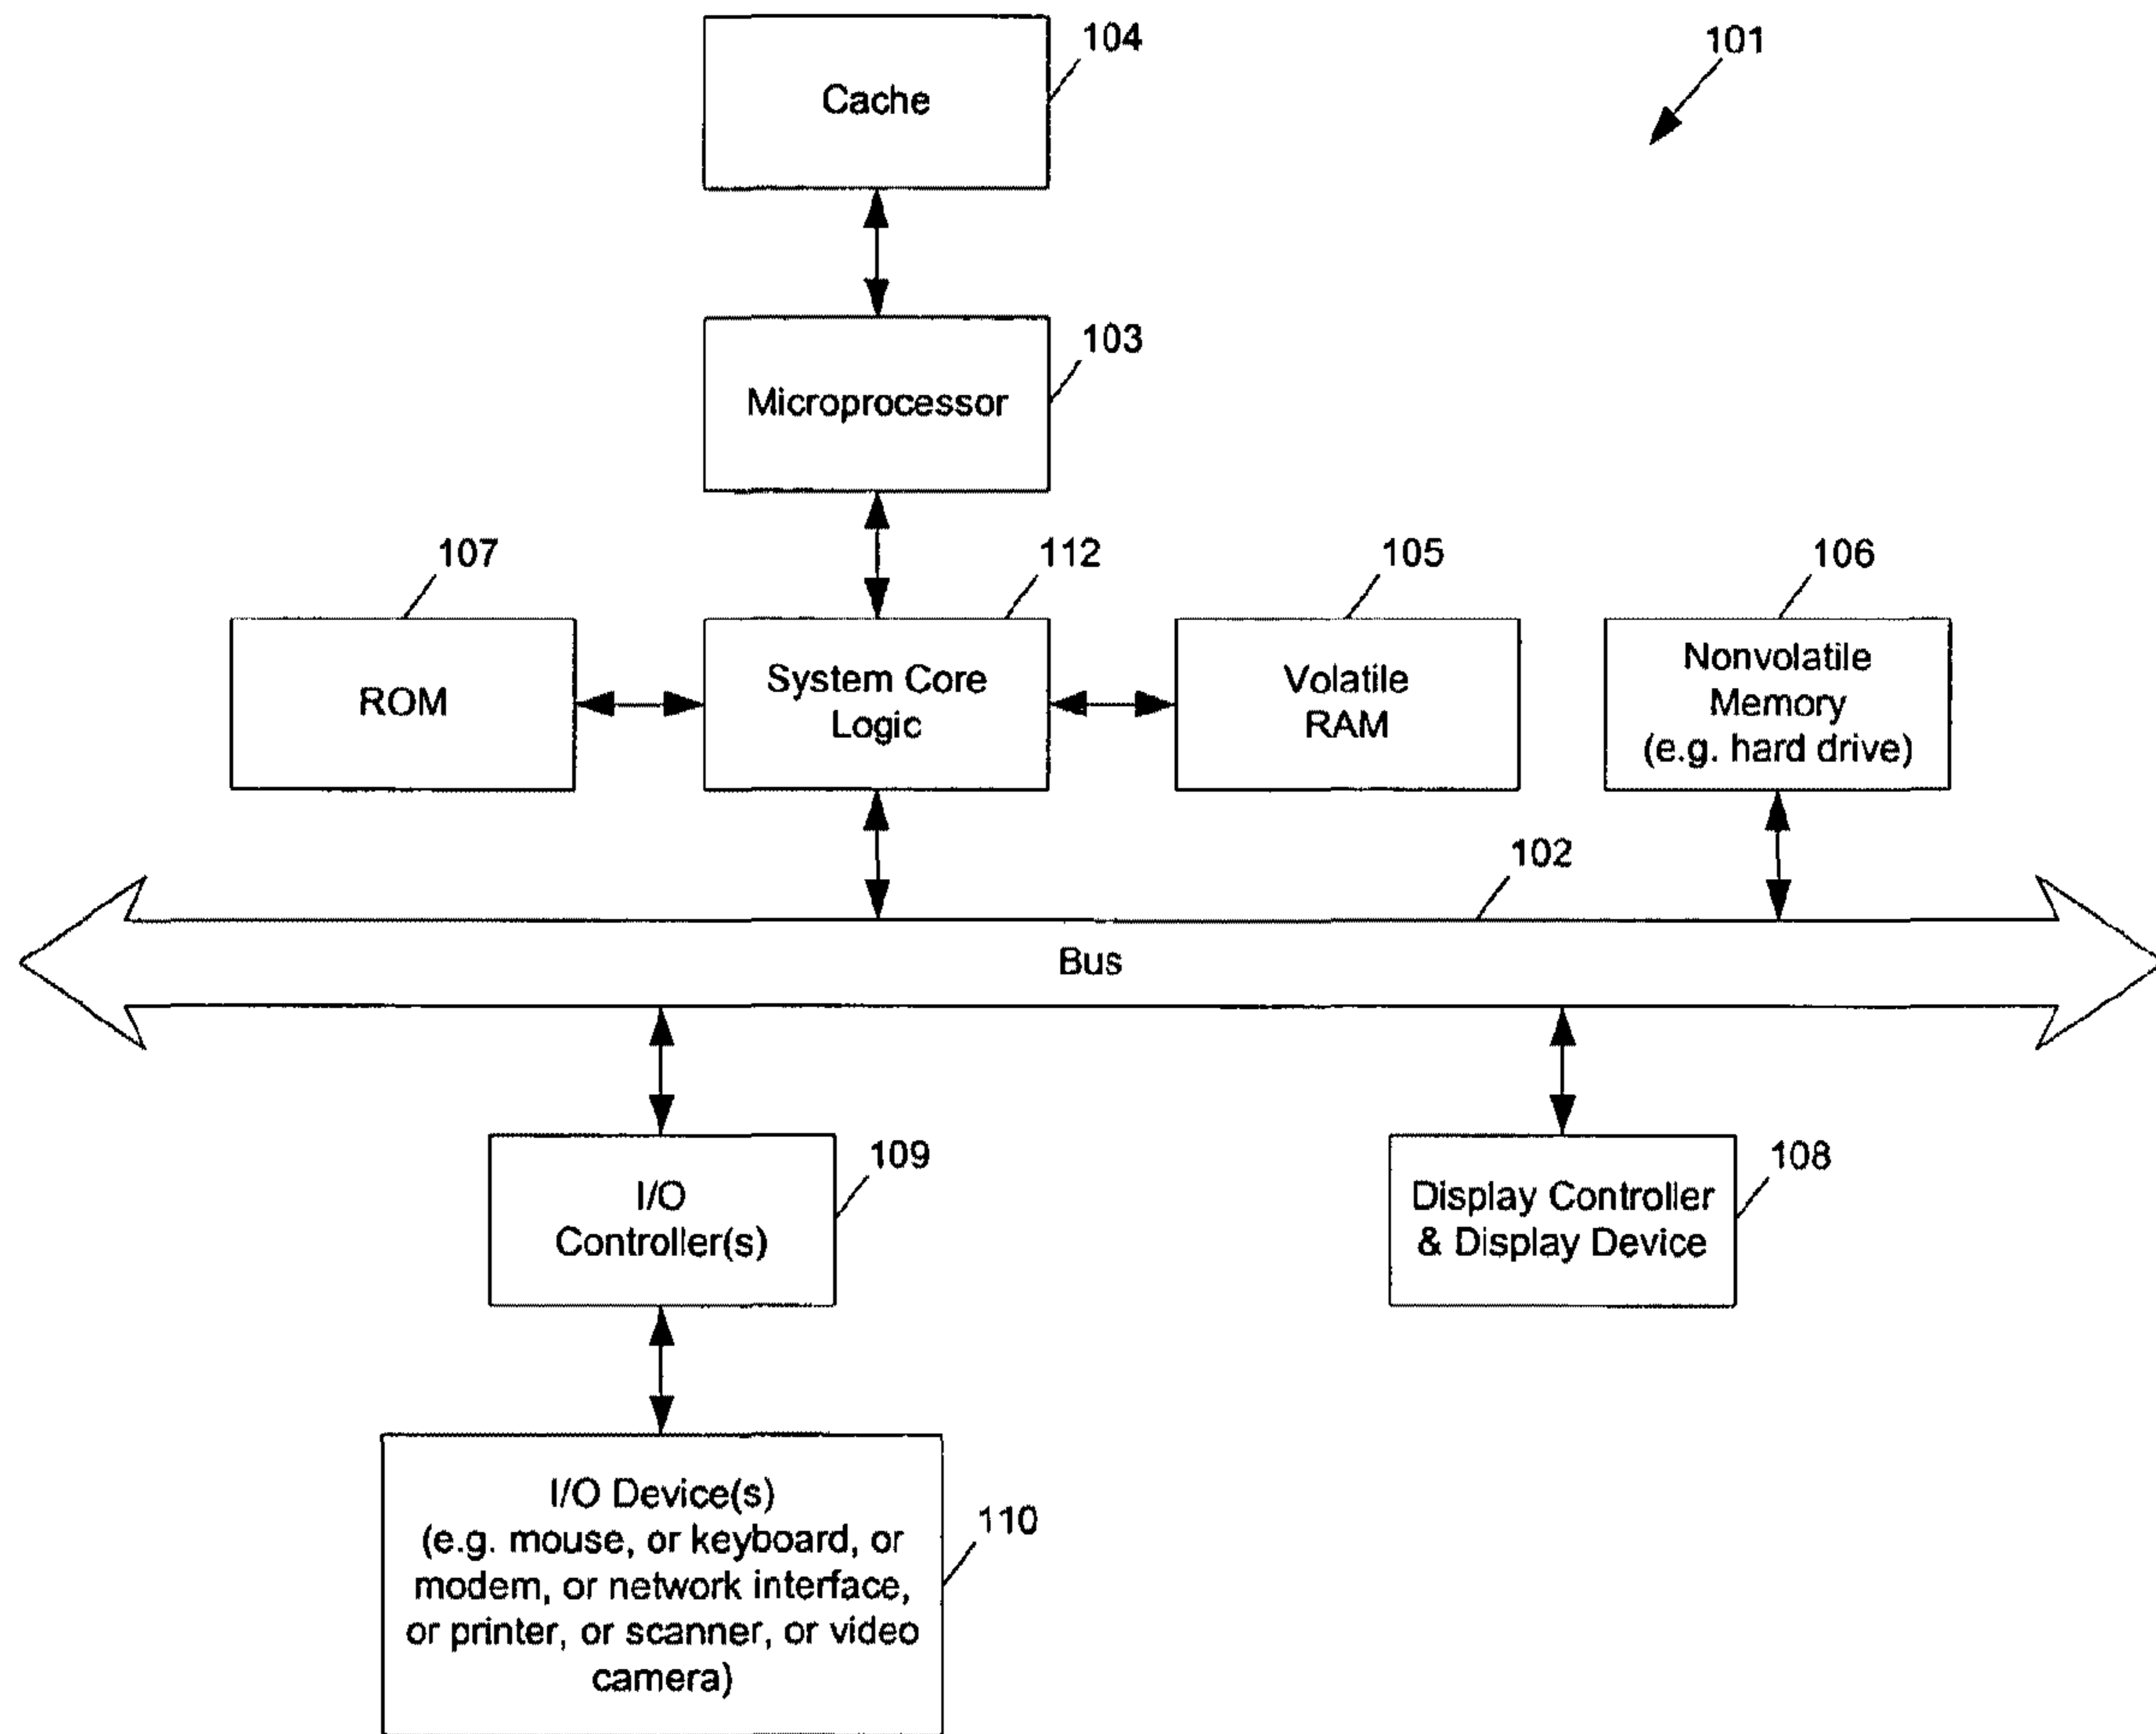 104
101
Cache
103
Microprocessor
107
112
105
106
ROM
System Core
Logic
Volatile
RAM
Nonvolatile
Memory
(e.g. hard drive)
102
Bus
109
108
I/O
Controller(s)
Display Controller
& Display Device
I/O Device(s)
(e.g. mouse, or keyboard, or
modem, or network interface,
or printer, or scanner, or video
camera)
110